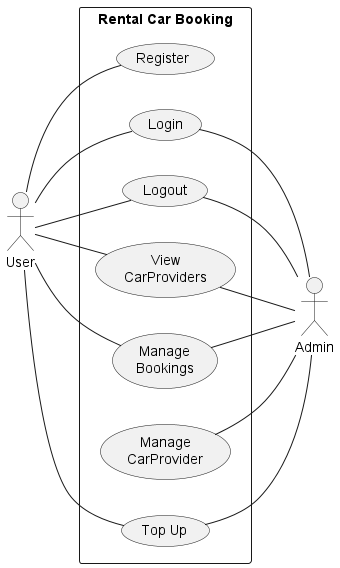 Rental Car Booking
Register
Login
Logout
View
CarProviders
User
Admin
Manage
Bookings
Manage
CarProvider
Top Up